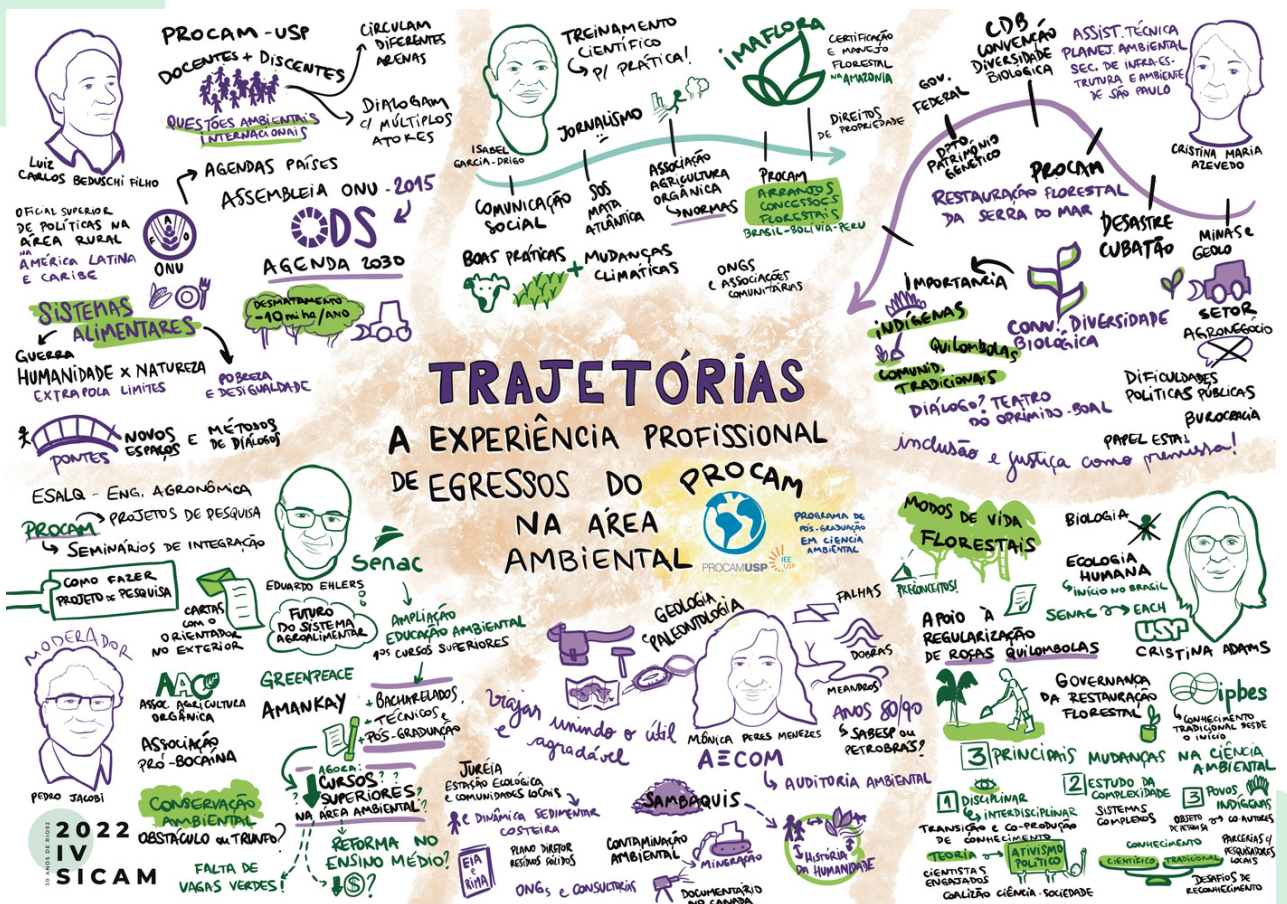 PROCAM - USP
DOCENTES + DISCENTES
QUESTÕES AMBIENTAIS
INTERNACIONAIS
CIRCULAM
DIFERENTES
ARENAS
DIALOGAM
C/ MÚLTIPLOS
ATORES
LUIZ
CARLOS BEDUSCHI FILHO
AGENDAS PAÍSES
ASSEMBLEIA ONU - 2015
ODS
AGENDA 2030
OFICIAL SUPERIOR
DE POLÍTICAS NA
ÁREA RURAL
NA
AMÉRICA LATINA
E CARIBE
FAO
ONU
SISTEMAS
ALIMENTARES
DESMATAMENTO
-10 mi ha/ANO
GUERRA
HUMANIDADE X NATUREZA
EXTRAPOLA LIMITES
POBREZA
E DESIGUALDADE
PONTES
NOVOS
ESPAÇOS
E MÉTODOS
DE DIÁLOGOS
ISABEL
GARCIA-DRIGO
TREINAMENTO
CIENTÍFICO
P/ PRÁTICA!
IMAFLORA
CERTIFICAÇÃO
E MANEJO
FLORESTAL
NA AMAZONIA
JORNALISMO
DIREITOS
DE PROPRIEDADE
COMUNICAÇÃO
SOCIAL
SOS
MATA
ATLÂNTICA
ASSOCIAÇÃO
AGRICULTURA
ORGÂNICA
NORMAS
PROCAM
ARRANJOS
CONCESSÕES
FLORESTAIS
BRASIL-BOLÍVIA-PERU
BOAS PRÁTICAS
+ MUDANÇAS
CLIMÁTICAS
ONGS
E ASSOCIAÇÕES
COMUNITÁRIAS
CDB
CONVENÇÃO
DIVERSIDADE
BIOLOGICA
ASSIST. TÉCNICA
PLANEJ. AMBIENTAL
SEC. DE INFRA-ES-
TRUTURA E AMBIENTE
DE SÃO PAULO
CRISTINA MARIA
AZEVEDO
GOV.
FEDERAL
DPTO.
PATRIMÔNIO
GENÉTICO
PROCAM
RESTAURAÇÃO FLORESTAL
DA SERRA DO MAR
DESASTRE
CUBATÃO
MINAS e
GEOLO
IMPORTANCIA
INDÍGENAS
QUILOMBOLAS
COMUNID.
TRADICIONAIS
CONV. DIVERSIDADE
BIOLÓGICA
SETOR
AGRONEGÓCIO
DIÁLOGO? TEATRO
DO OPRIMIDO - BOAL
DIFICULDADES
POLÍTICAS PÚBLICAS
BUROCRACIA
PAPEL ESTA
inclusão e justiça como premissa!
TRAJETÓRIAS
A EXPERIÊNCIA PROFISSIONAL
DE EGRESSOS DO PROCAM
NA ÁREA
AMBIENTAL
PROCAMUSP
IEE
USP
PROGRAMA DE
PÓS-GRADUAÇÃO
EM CIÊNCIA
AMBIENTAL
ESALQ - ENG. AGRONÔMICA
PROCAM
PROJETOS DE PESQUISA
SEMINÁRIOS DE INTEGRAÇÃO
COMO FAZER
PROJETO DE PESQUISA
CARTAS
COM O
ORIENTADOR
NO EXTERIOR
EDUARDO EHLERS
FUTURO
DO SISTEMA
AGROALIMENTAR
Senac
AMPLIAÇÃO
EDUCAÇÃO AMBIENTAL
1ºs CURSOS SUPERIORES
+ BACHARELADOS,
+ TÉCNICOS e
+ PÓS-GRADUAÇÃO
MODERADOR
PEDRO JACOBI
AAO
ASSOC. AGRICULTURA
ORGÂNICA
ASSOCIAÇÃO
PRÓ-BOCAINA
GREENPEACE
AMANKAY
CONSERVAÇÃO
AMBIENTAL
OBSTÁCULO OU TRUNFO?
AGORA:
CURSOS ?
SUPERIORES ?
NA ÁREA AMBIENTAL?
FALTA DE
VAGAS VERDES!
REFORMA NO
ENSINO MÉDIO?
$?
30 ANOS DE RIO92
2022
IV
SICAM
GEOLOGIA
e PALEONTOLOGIA
FALHAS
DOBRAS
MEANDROS
MÔNICA PERES MENEZES
Viajar unindo o útil
e agradável
ANOS 80/90
SABESP OU
PETROBRAS?
AECOM
AUDITORIA AMBIENTAL
JURÉIA
ESTAÇÃO ECOLÓGICA
e COMUNIDADES LOCAIS
e DINÂMICA SEDIMENTAR
COSTEIRA
EIA
e
RIMA
PLANO DIRETOR
RESÍDUOS SÓLIDOS
ONGs e CONSULTORIAS
SAMBAQUIS
CONTAMINAÇÃO
AMBIENTAL
MINERAÇÃO
DOCUMENTÁRIO
NO CANADA
HISTÓRIA
DA HUMANIDADE
MODOS DE VIDA
FLORESTAIS
PRECONCEITOS!
BIOLOGIA
ECOLOGIA
HUMANA
INÍCIO NO BRASIL
SENAC
EACH
USP
CRISTINA ADAMS
APOIO À
REGULARIZAÇÃO
DE ROÇAS QUILOMBOLAS
GOVERNANÇA
DA RESTAURAÇÃO
FLORESTAL
ipbes
CONHECIMENTO
TRADICIONAL DESDE
O INÍCIO
3 PRINCIPAIS MUDANÇAS NA CIÊNCIA
AMBIENTAL
1 DISCIPLINAR
INTERDISCIPLINAR
TRANSIÇÃO e CO-PRODUÇÃO
DE CONHECIMENTO
TEORIA
ATIVISMO
POLÍTICO
CIENTISTAS
ENGAJADOS
COALIZÃO CIÊNCIA-SOCIEDADE
2 ESTUDO DA
COMPLEXIDADE
SISTEMAS
COMPLEXOS
3 POVOS
INDÍGENAS
OBJETO
DE PESQUISA
CO-AUTORES
CONHECIMENTO
CIENTÍFICO
TRADICIONAL
PARCERIAS C/
PESQUISADORES
LOCAIS
DESAFIOS DE
RECONHECIMENTO